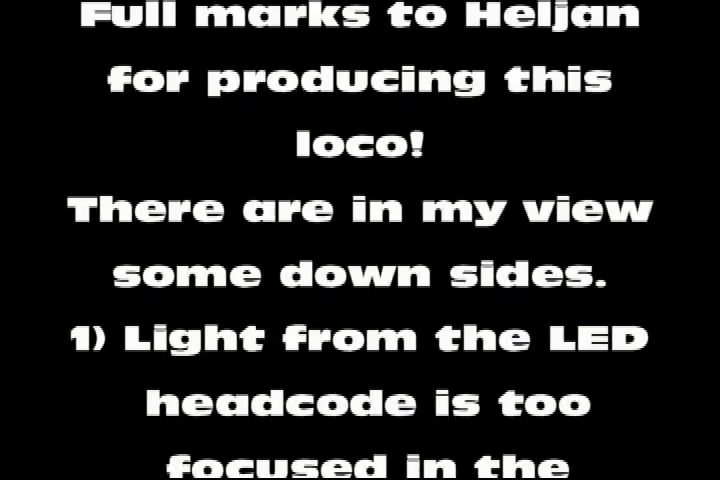 Full marks to Heljan
for producing this
loco!
There are in my view
some down sides.
1) Light from the LED
headcode is too
focused in the